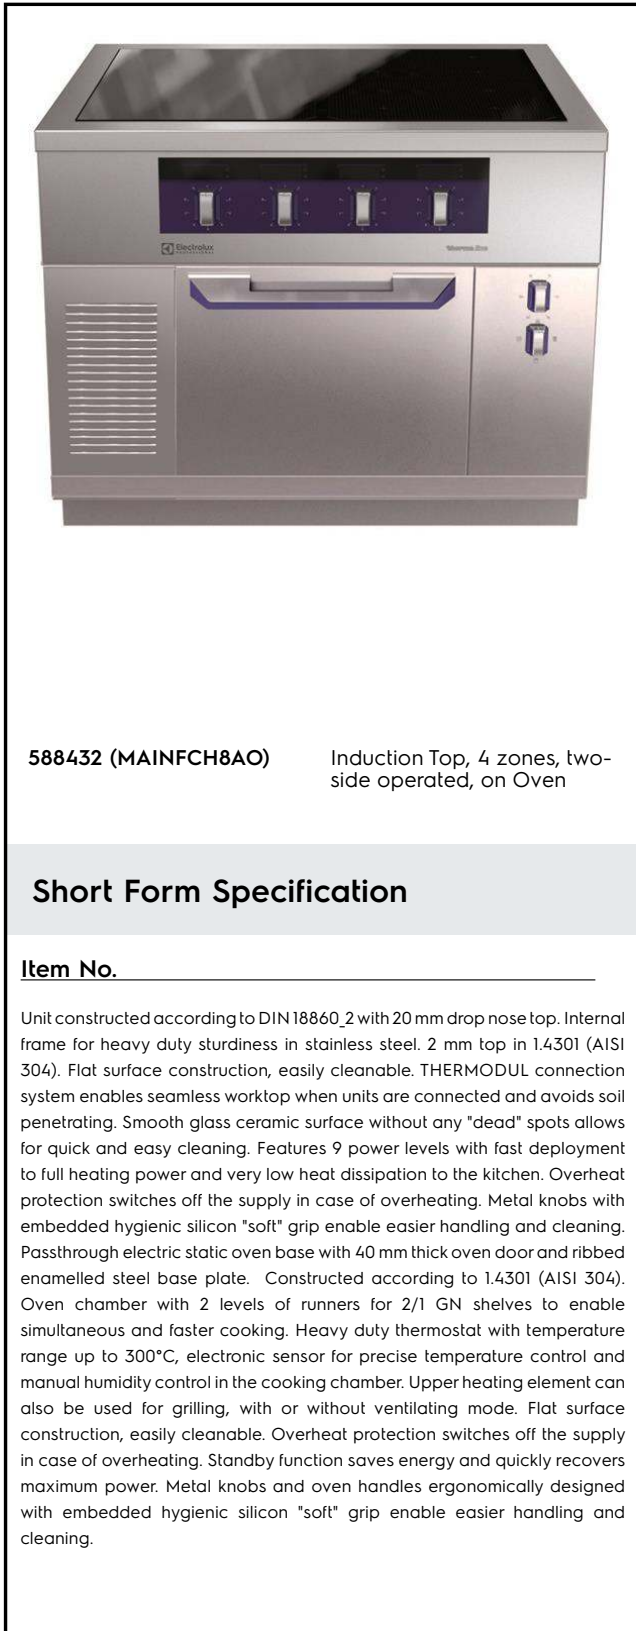 Electrolux
PROFESSIONAL
588432 (MAINFCH8AO)
Induction Top, 4 zones, two-
side operated, on Oven
Short Form Specification
Item No.
Unit constructed according to DIN 18860_2 with 20 mm drop nose top. Internal
frame for heavy duty sturdiness in stainless steel. 2 mm top in 1.4301 (AISI
304). Flat surface construction, easily cleanable. THERMODUL connection
system enables seamless worktop when units are connected and avoids soil
penetrating. Smooth glass ceramic surface without any "dead" spots allows
for quick and easy cleaning. Features 9 power levels with fast deployment
to full heating power and very low heat dissipation to the kitchen. Overheat
protection switches off the supply in case of overheating. Metal knobs with
embedded hygienic silicon "soft" grip enable easier handling and cleaning.
Passthrough electric static oven base with 40 mm thick oven door and ribbed
enamelled steel base plate. Constructed according to 1.4301 (AISI 304).
Oven chamber with 2 levels of runners for 2/1 GN shelves to enable
simultaneous and faster cooking. Heavy duty thermostat with temperature
range up to 300°C, electronic sensor for precise temperature control and
manual humidity control in the cooking chamber. Upper heating element can
also be used for grilling, with or without ventilating mode. Flat surface
construction, easily cleanable. Overheat protection switches off the supply
in case of overheating. Standby function saves energy and quickly recovers
maximum power. Metal knobs and oven handles ergonomically designed
with embedded hygienic silicon "soft" grip enable easier handling and
cleaning.